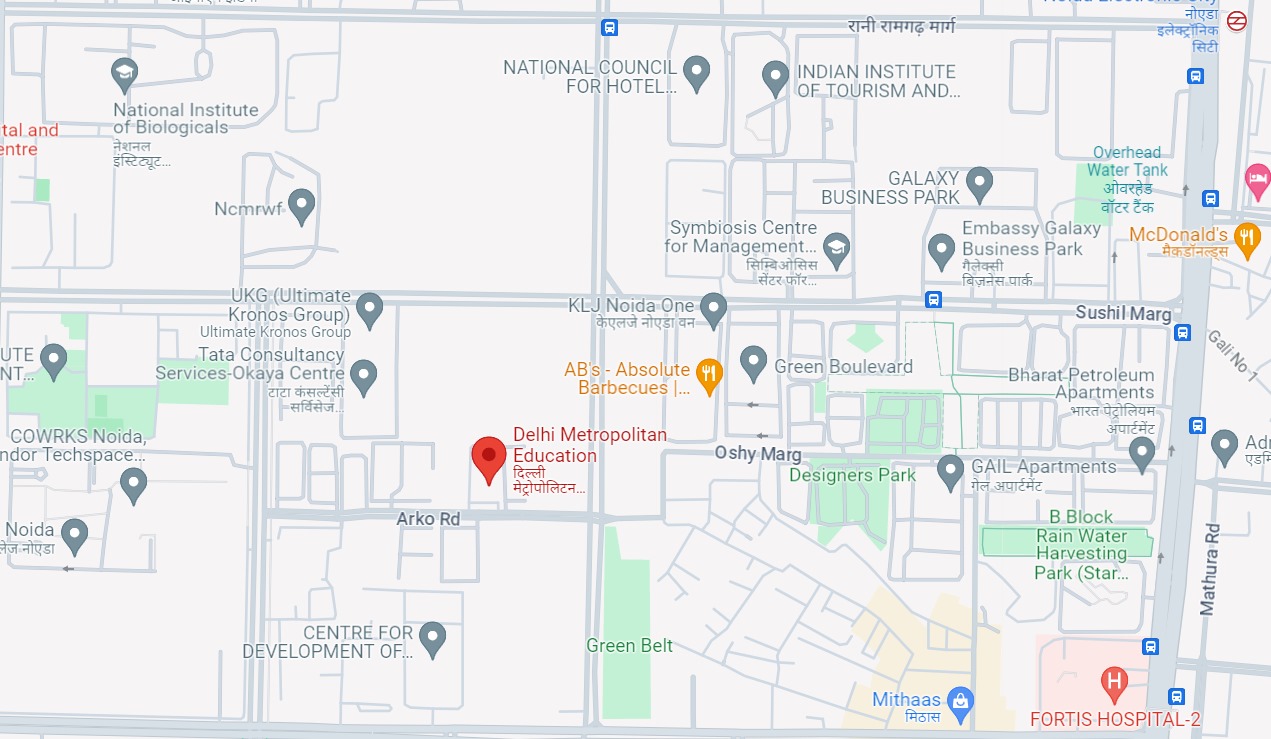 रानी रामगढ़ मार्ग
नोएडा
इलेक्ट्रॉनिक
सिटी
NATIONAL COUNCIL
FOR HOTEL...
INDIAN INSTITUTE
OF TOURISM AND...
National Institute
of Biologicals
नेशनल
इंस्टिट्यूट...
tal and
entre
Overhead
Water Tank
ओवरहेड
वॉटर टैंक
GALAXY
BUSINESS PARK
Ncmrwf
Symbiosis Centre
for Management...
सिम्बिओसिस
सेंटर फॉर...
Embassy Galaxy
Business Park
गैलेक्सी
बिज़नेस पार्क
McDonald's
मैकडॉनल्ड्स
UKG (Ultimate
Kronos Group)
Ultimate Kronos Group
KLJ Noida One
केएलजे नोएडा वन
Sushil Marg
Gali No 1
UTE
NT...
Tata Consultancy
Services-Okaya Centre
टाटा कंसल्टेंसी
सर्विसेज...
AB's - Absolute
Barbecues |...
Green Boulevard
Bharat Petroleum
Apartments
भारत पेट्रोलियम
अपार्टमेंट
COWRKS Noida,
ndor Techspace...
Delhi Metropolitan
Education
दिल्ली
मेट्रोपोलिटन...
Oshy Marg
Designers Park
GAIL Apartments
गेल अपार्टमेंट
Arko Rd
Noida
लेज नोएडा
B Block
Rain Water
Harvesting
Park (Star...
Mathura Rd
CENTRE FOR
DEVELOPMENT OF...
Green Belt
Mithaas
मिठास
FORTIS HOSPITAL-2